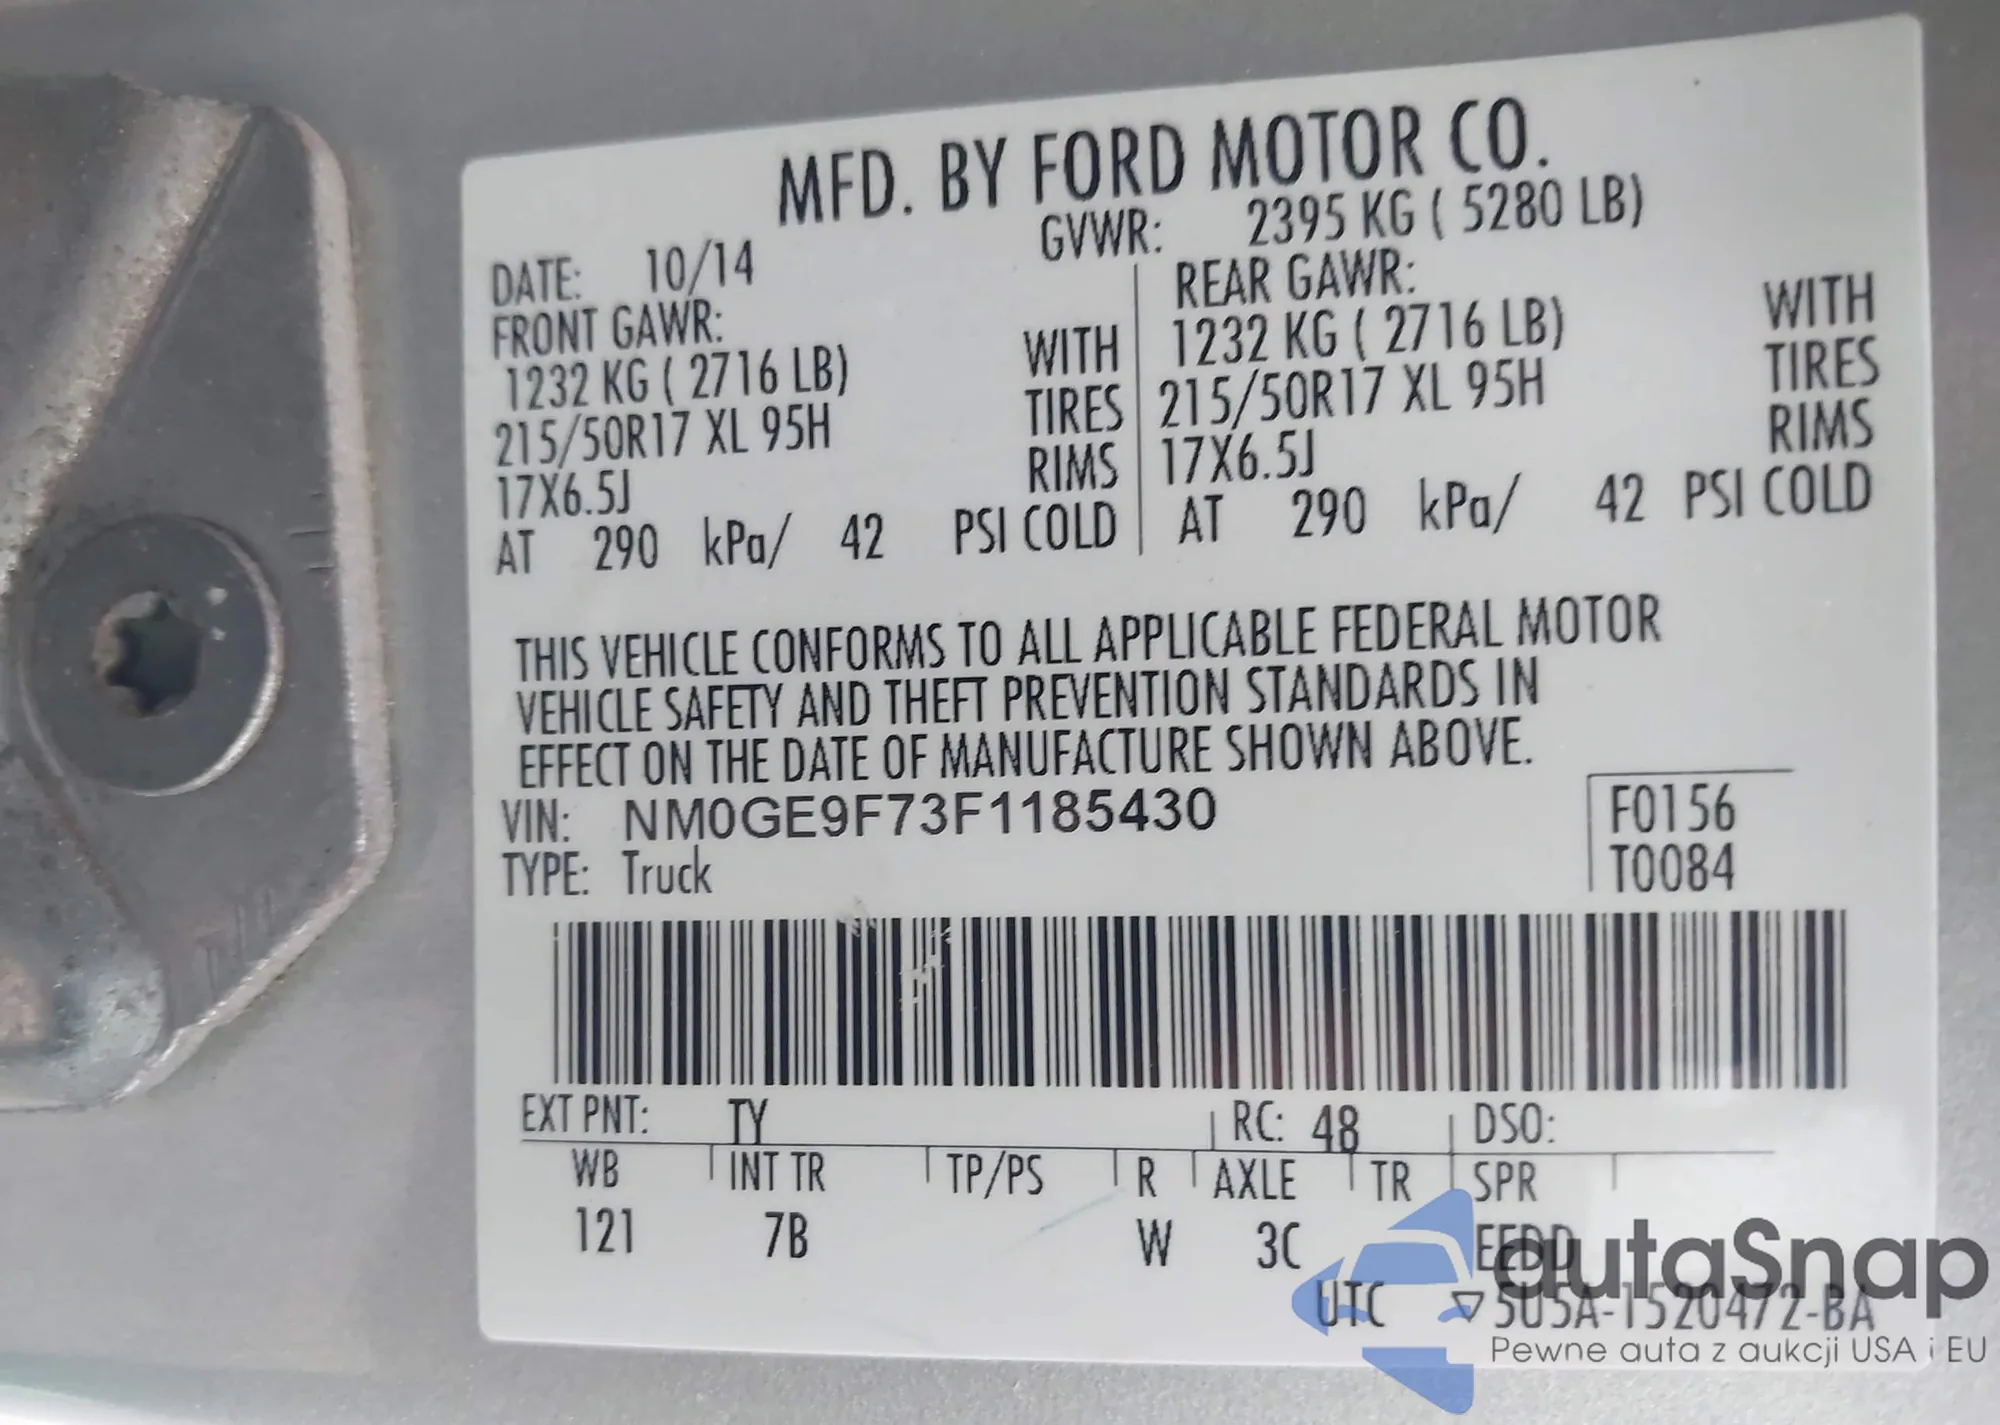 MFD. BY FORD MOTOR CO.
DATE: 10/14 GVWR: 2395 KG ( 5280 LB)
FRONT GAWR: REAR GAWR:
1232 KG ( 2716 LB) WITH 1232 KG ( 2716 LB) WITH
215/50R17 XL 95H TIRES 215/50R17 XL 95H TIRES
17X6.5J RIMS 17X6.5J RIMS
AT 290 kPa/ 42 PSI COLD AT 290 kPa/ 42 PSI COLD
THIS VEHICLE CONFORMS TO ALL APPLICABLE FEDERAL MOTOR
VEHICLE SAFETY AND THEFT PREVENTION STANDARDS IN
EFFECT ON THE DATE OF MANUFACTURE SHOWN ABOVE.
VIN: NM0GE9F73F1185430 F0156
TYPE: Truck T0084
EXT PNT: TY RC: 48 DSO:
WB INT TR TP/PS R AXLE TR SPR
121 7B W 3C EEDD
UTC ▽5U5A-1520472-BA
autaSnap
Pewne auta z aukcji USA i EU